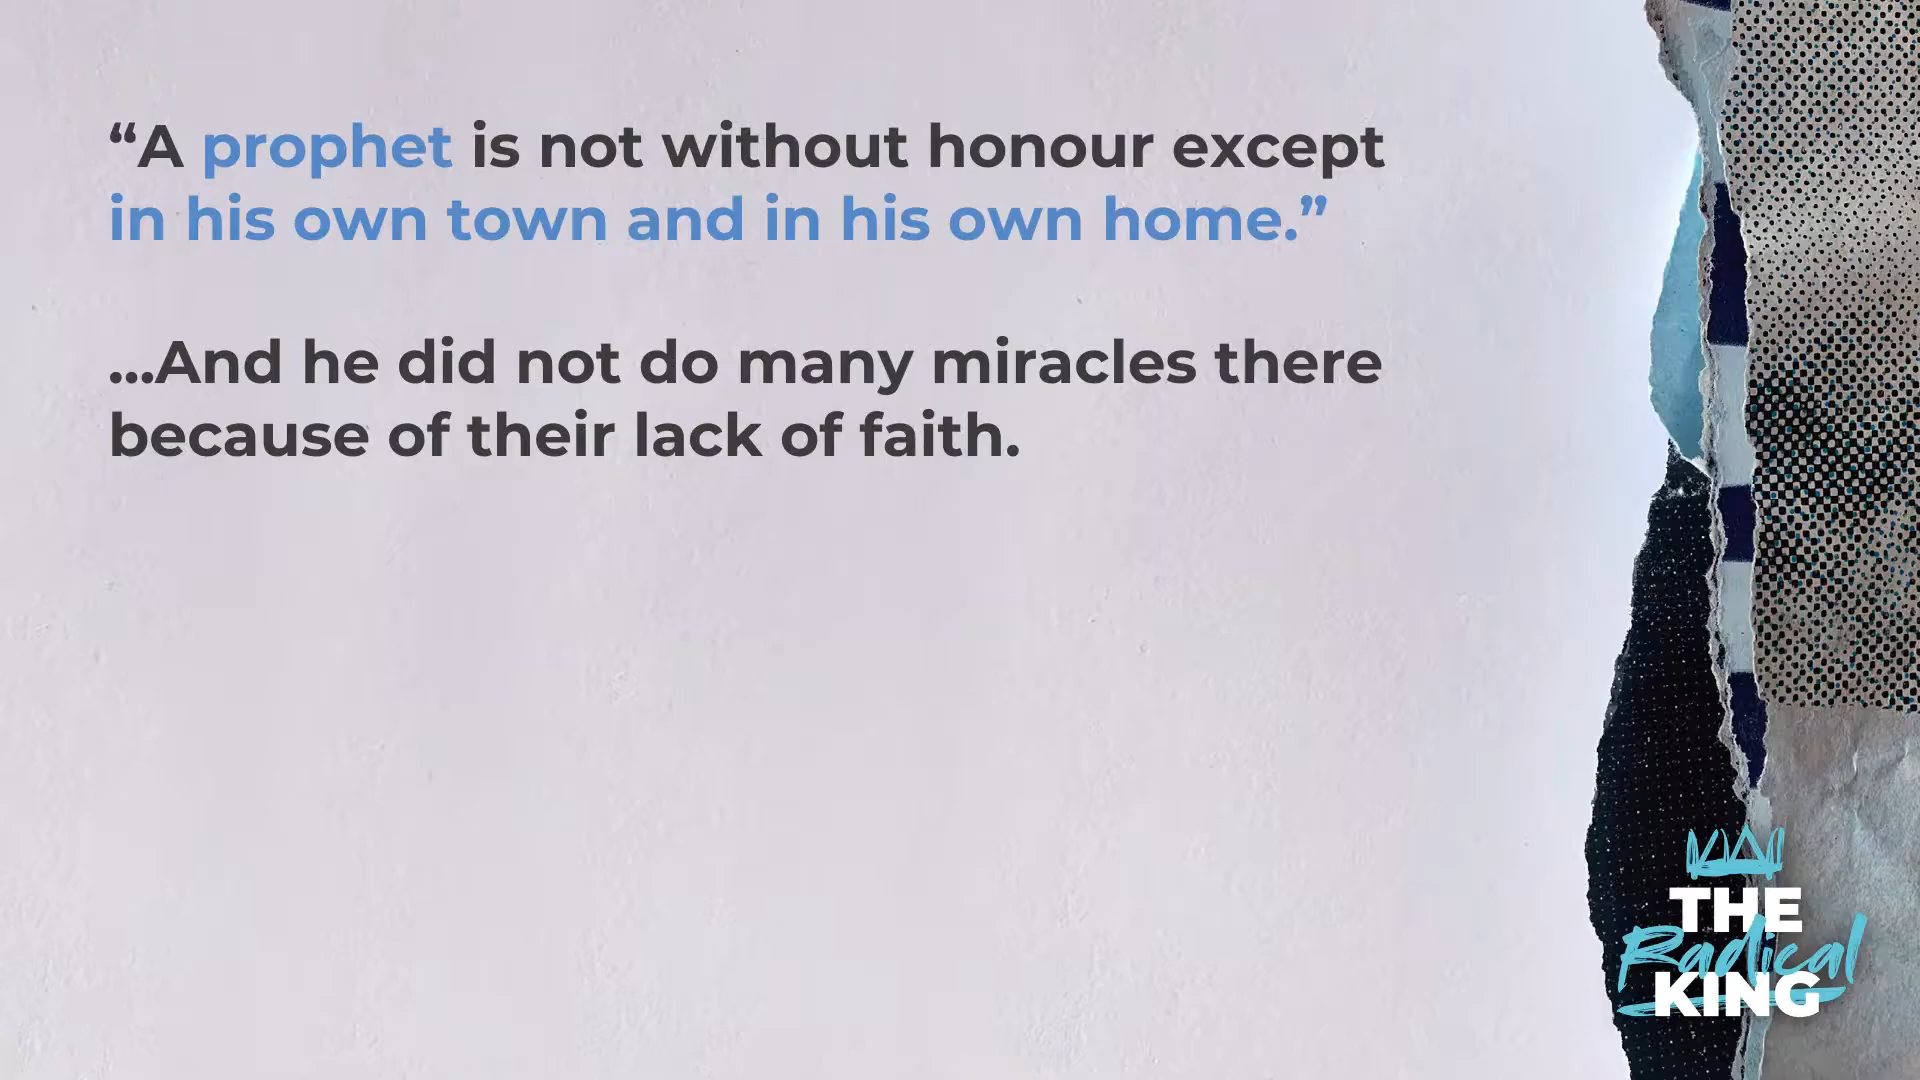 “A prophet is not without honour except
in his own town and in his own home.”
...And he did not do many miracles there
because of their lack of faith.
THE
Radical
KING